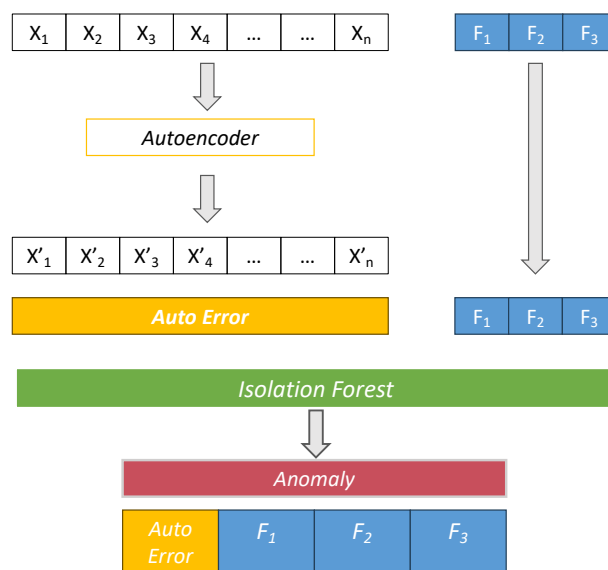 X₁ X₂ X₃ X₄ ... ... Xₙ F₁ F₂ F₃
Autoencoder
X'₁ X'₂ X'₃ X'₄ ... ... X'ₙ
Auto Error F₁ F₂ F₃
Isolation Forest
Anomaly
Auto Error F₁ F₂ F₃